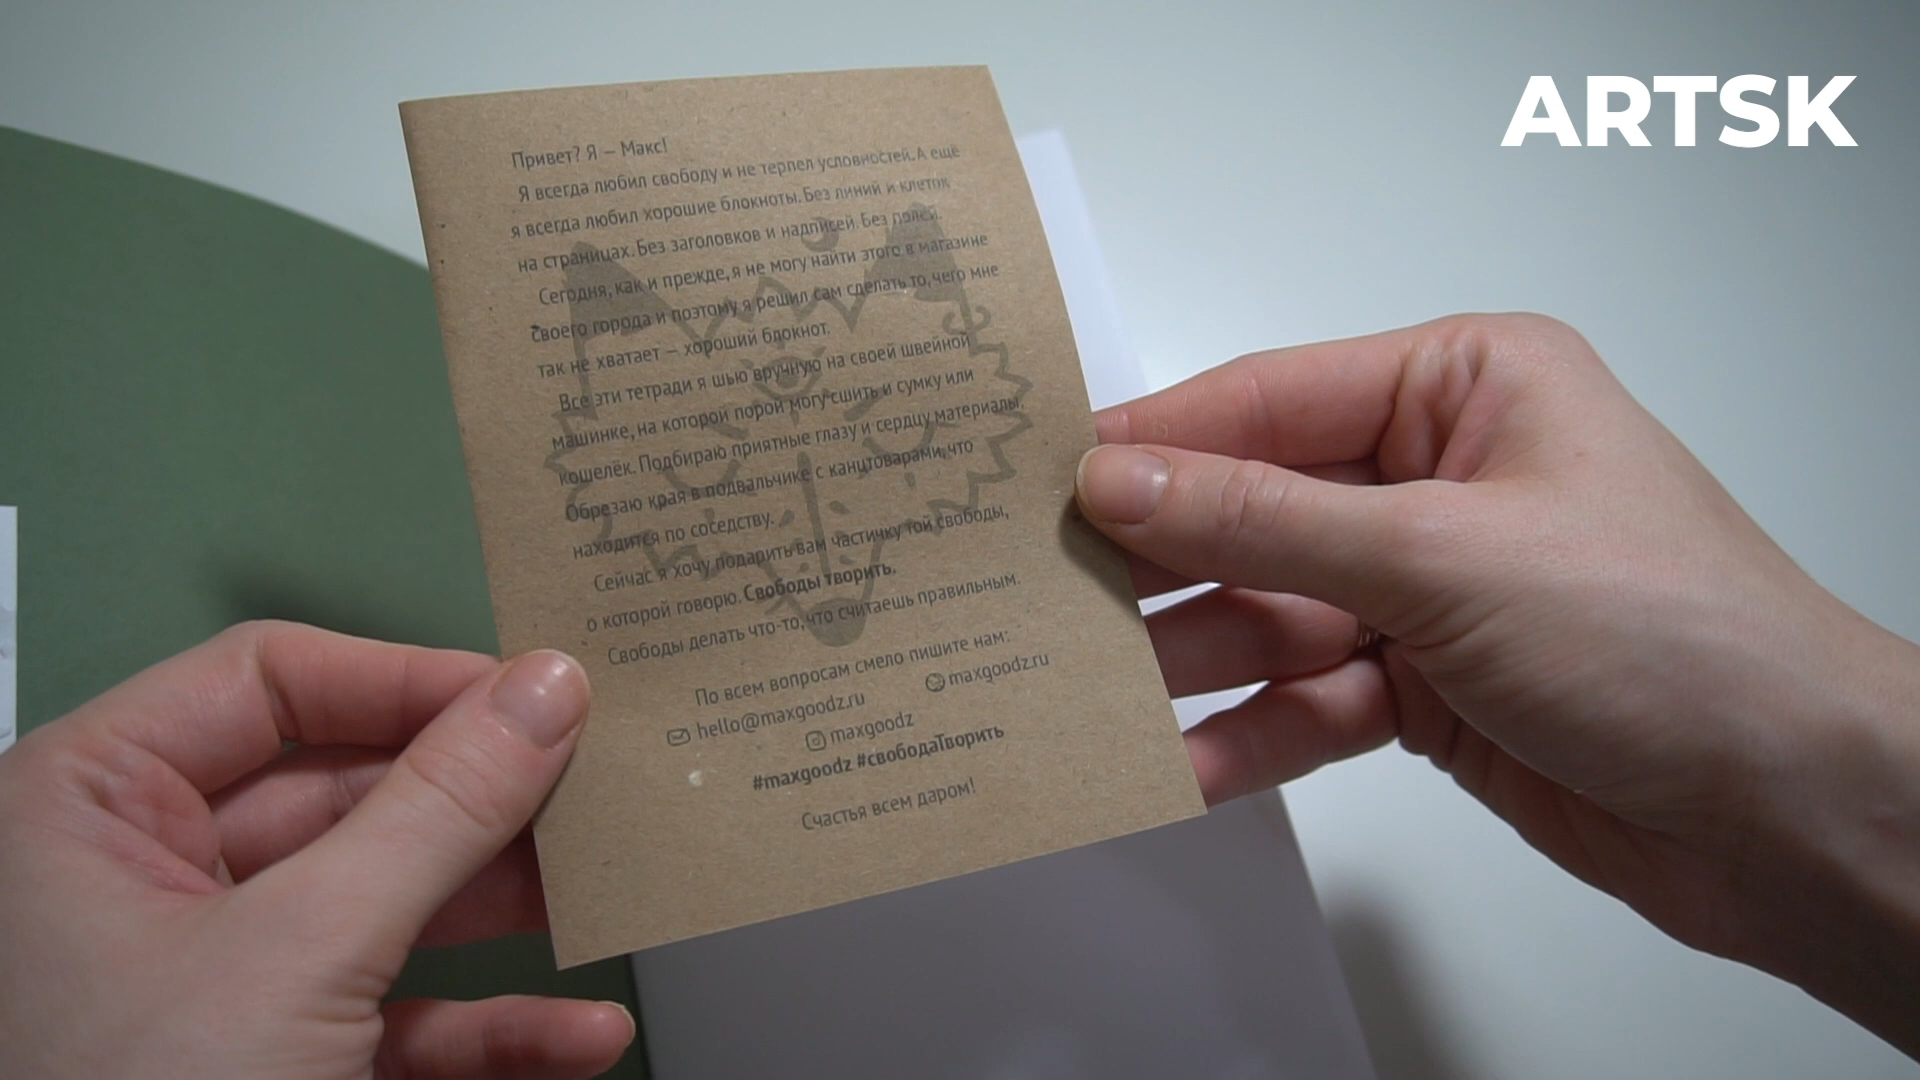 ARTSK
Привет? Я — Макс!
Я всегда любил свободу и не терпел условностей. А ещё
я всегда любил хорошие блокноты. Без линий и клеток
на страницах. Без заголовков и надписей. Без полей.
Сегодня, как и прежде, я не могу найти этого в магазине
своего города и поэтому я решил сам сделать то, чего мне
так не хватает — хороший блокнот.
Все эти тетради я шью вручную на своей швейной
машинке, на которой порой могу сшить и сумку или
кошелёк. Подбираю приятные глазу и сердцу материалы.
Обрезаю края в подвальчике с канцтоварами, что
находится по соседству.
Сейчас я хочу подарить вам частичку той свободы,
о которой говорю. Свободы творить.
Свободы делать что-то, что считаешь правильным.
По всем вопросам смело пишите нам:
hello@maxgoodz.ru maxgoodz.ru
maxgoodz
#maxgoodz #свободаТворить
Счастья всем даром!